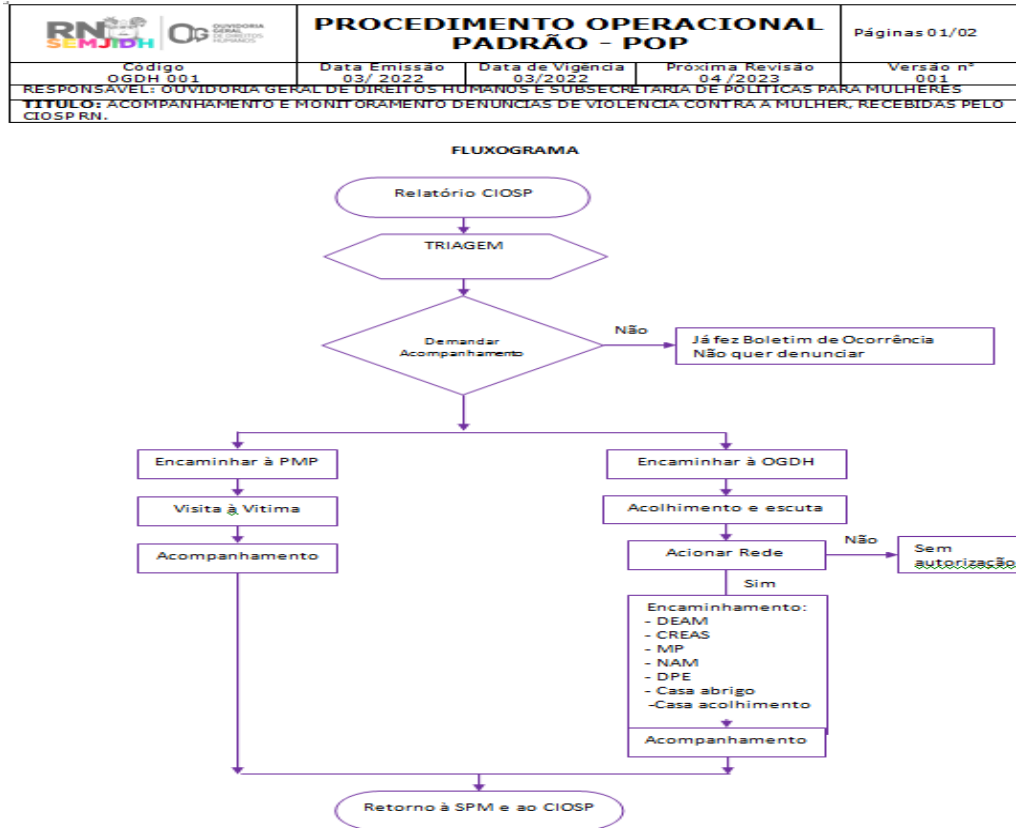 RN
SEMJIDH
OG OUVIDORIA
GERAL
DE DIREITOS
HUMANOS
PROCEDIMENTO OPERACIONAL
PADRÃO - POP
Páginas 01/02
Código
OGDH 001
Data Emissão
03/ 2022
Data de Vigência
03/2022
Próxima Revisão
04/2023
Versão n°
001
RESPONSÁVEL: OUVIDORIA GERAL DE DIREITOS HUMANOS E SUBSECRETARIA DE POLÍTICAS PARA MULHERES
TITULO: ACOMPANHAMENTO E MONITORAMENTO DENUNCIAS DE VIOLENCIA CONTRA A MULHER, RECEBIDAS PELO
CIOSP RN.
FLUXOGRAMA
Relatório CIOSP
TRIAGEM
Demandar
Acompanhamento
Não
Já fez Boletim de Ocorrência
Não quer denunciar
Encaminhar à PMP
Visita à Vitima
Acompanhamento
Encaminhar à OGDH
Acolhimento e escuta
Acionar Rede
Não
Sem
autorização
Sim
Encaminhamento:
- DEAM
- CREAS
- MP
- NAM
- DPE
- Casa abrigo
-Casa acolhimento
Acompanhamento
Retorno à SPM e ao CIOSP